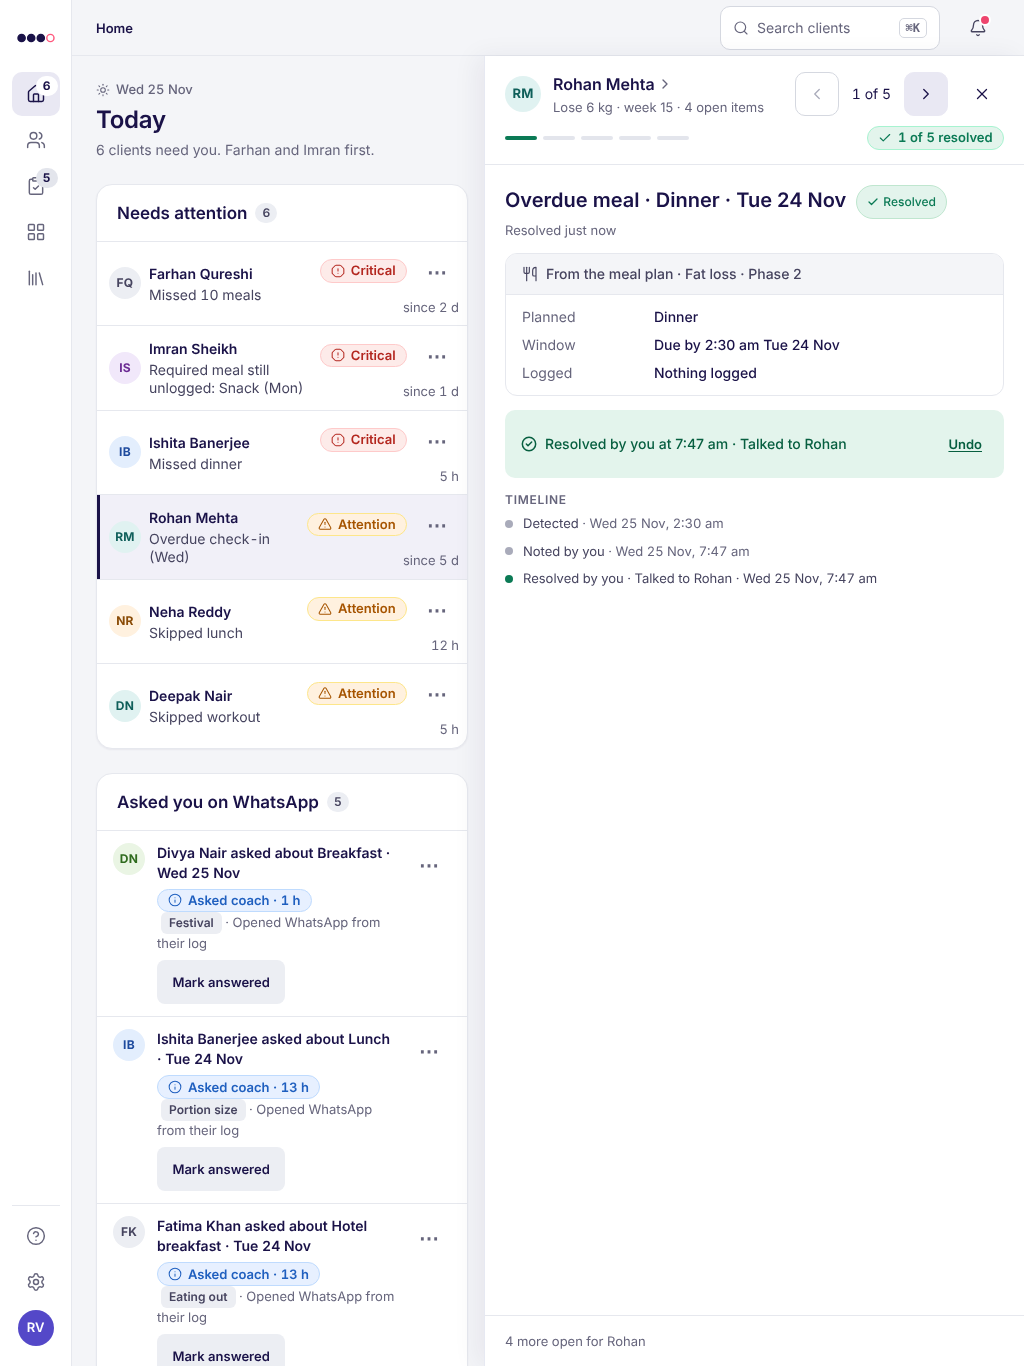 Home
Search clients
⌘K
6
5
Wed 25 Nov
Today
6 clients need you. Farhan and Imran first.
Needs attention 6
FQ
Farhan Qureshi
Missed 10 meals
Critical
since 2 d
IS
Imran Sheikh
Required meal still
unlogged: Snack (Mon)
Critical
since 1 d
IB
Ishita Banerjee
Missed dinner
Critical
5 h
RM
Rohan Mehta
Overdue check-in
(Wed)
Attention
since 5 d
NR
Neha Reddy
Skipped lunch
Attention
12 h
DN
Deepak Nair
Skipped workout
Attention
5 h
Asked you on WhatsApp 5
DN
Divya Nair asked about Breakfast ·
Wed 25 Nov
Asked coach · 1 h
Festival · Opened WhatsApp from
their log
Mark answered
IB
Ishita Banerjee asked about Lunch
· Tue 24 Nov
Asked coach · 13 h
Portion size · Opened WhatsApp
from their log
Mark answered
FK
Fatima Khan asked about Hotel
breakfast · Tue 24 Nov
Asked coach · 13 h
Eating out · Opened WhatsApp from
their log
Mark answered
RV
RM
Rohan Mehta
Lose 6 kg · week 15 · 4 open items
1 of 5
1 of 5 resolved
Overdue meal · Dinner · Tue 24 Nov
Resolved
Resolved just now
From the meal plan · Fat loss · Phase 2
Planned Dinner
Window Due by 2:30 am Tue 24 Nov
Logged Nothing logged
Resolved by you at 7:47 am · Talked to Rohan
Undo
TIMELINE
Detected · Wed 25 Nov, 2:30 am
Noted by you · Wed 25 Nov, 7:47 am
Resolved by you · Talked to Rohan · Wed 25 Nov, 7:47 am
4 more open for Rohan